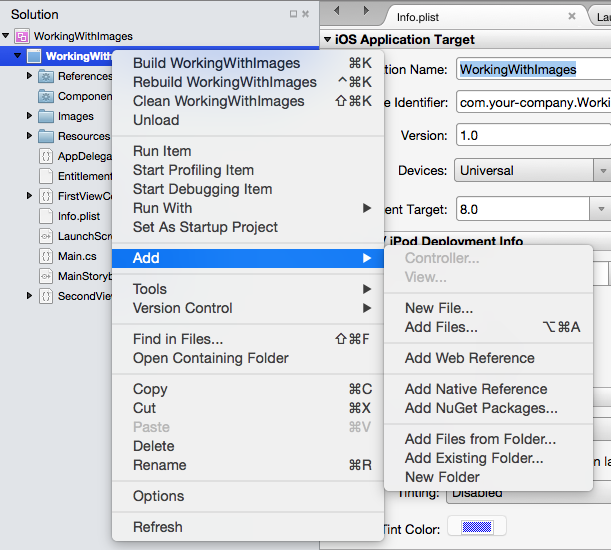 Solution
WorkingWithImages
WorkingWith
References
Componen
Images
Resources
AppDelega
Entitlement
FirstViewCo
Info.plist
LaunchScre
Main.cs
MainStoryb
SecondView
Build WorkingWithImages ⌘K
Rebuild WorkingWithImages ^⌘K
Clean WorkingWithImages ⇧⌘K
Unload
Run Item
Start Profiling Item
Start Debugging Item
Run With
Set As Startup Project
Add
Tools
Version Control
Find in Files... ⇧⌘F
Open Containing Folder
Copy ⌘C
Cut ⌘X
Paste ⌘V
Delete
Rename ⌘R
Options
Refresh
Controller...
View...
New File...
Add Files... ⌥⌘A
Add Web Reference
Add Native Reference
Add NuGet Packages...
Add Files from Folder...
Add Existing Folder...
New Folder
Info.plist
Lau
iOS Application Target
tion Name: WorkingWithImages
e Identifier: com.your-company.Worki
Version: 1.0
Devices: Universal
ent Target: 8.0
/ iPod Deployment Info
n la
Tinting: Disabled
Tint Color: